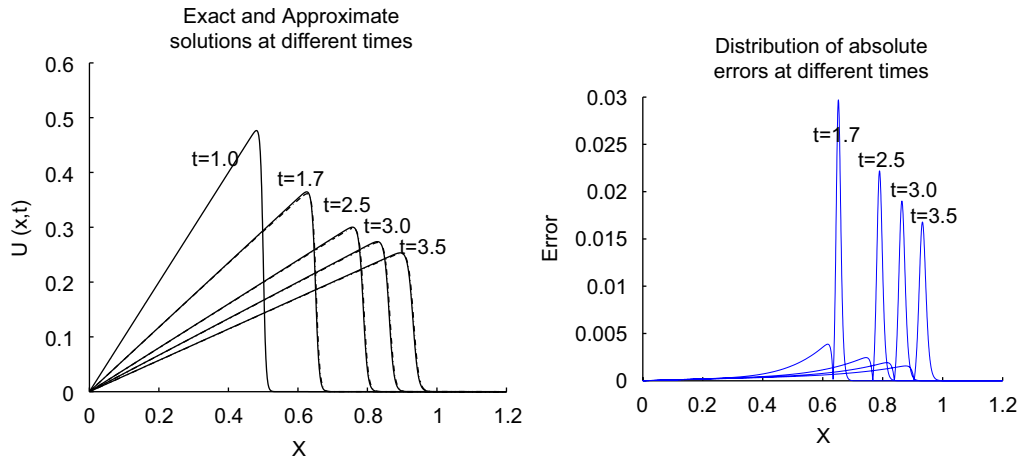 Exact and Approximate
solutions at different times
0.6
0.5
0.4
0.3
0.2
0.1
0
U (x,t)
t=1.0
t=1.7
t=2.5
t=3.0
t=3.5
0 0.2 0.4 0.6 0.8 1 1.2
X
Distribution of absolute
errors at different times
0.03
0.025
0.02
0.015
0.01
0.005
0
Error
t=1.7
t=2.5
t=3.0
t=3.5
0 0.2 0.4 0.6 0.8 1 1.2
X